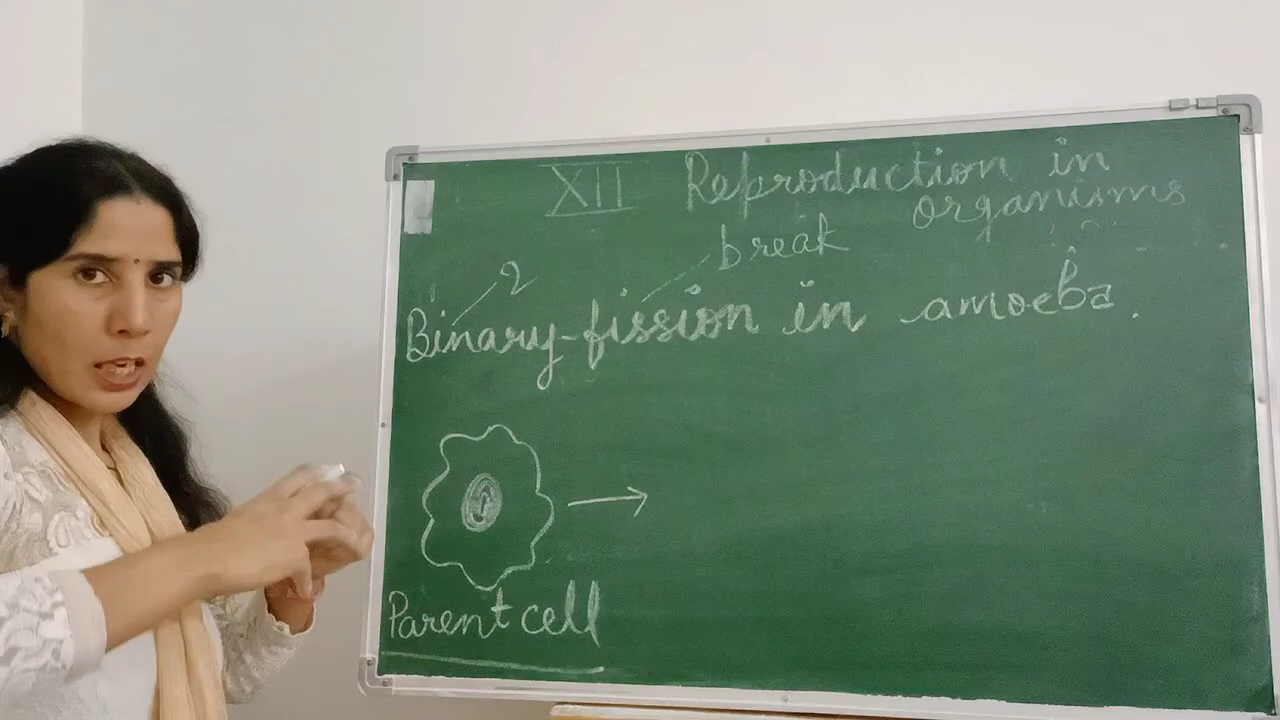 XII Reproduction in
organisms
break
2
Binary-fission in amoeba.
Parent cell